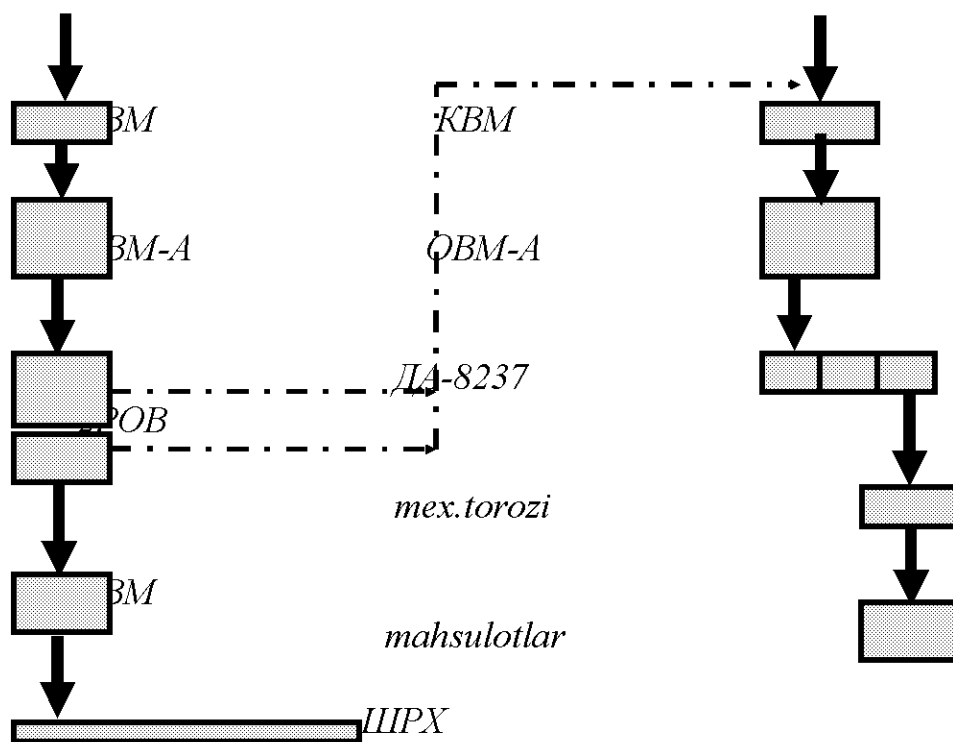 ВМ КВМ
ВМ-А ОВМ-А
ДА-8237
РОВ
mex.torozi
ВМ
mahsulotlar
ШРХ